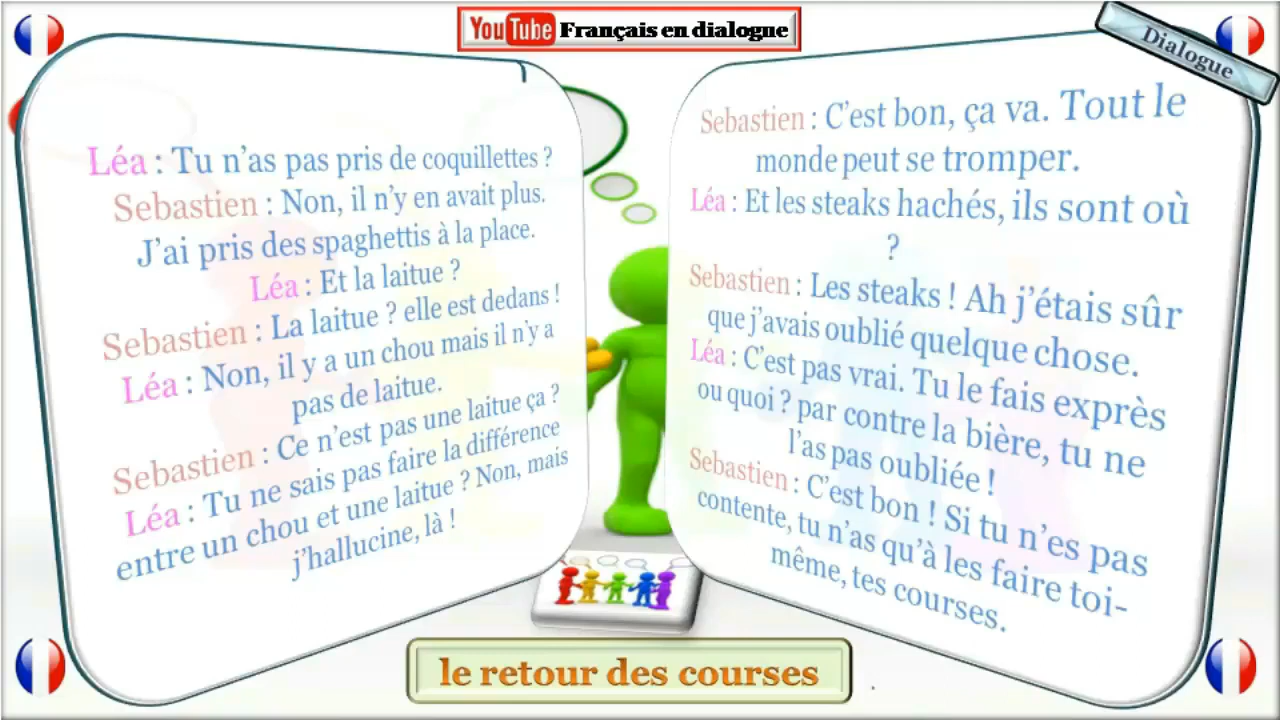 YouTube Français en dialogue
Dialogue
Léa : Tu n'as pas pris de coquillettes ?
Sebastien : Non, il n'y en avait plus.
J'ai pris des spaghettis à la place.
Léa : Et la laitue ?
Sebastien : La laitue ? elle est dedans !
Léa : Non, il y a un chou mais il n'y a
pas de laitue.
Sebastien : Ce n'est pas une laitue ça ?
Léa : Tu ne sais pas faire la différence
entre un chou et une laitue ? Non, mais
j'hallucine, là !
Sebastien : C'est bon, ça va. Tout le
monde peut se tromper.
Léa : Et les steaks hachés, ils sont où
?
Sebastien : Les steaks ! Ah j'étais sûr
que j'avais oublié quelque chose.
Léa : C'est pas vrai. Tu le fais exprès
ou quoi ? par contre la bière, tu ne
l'as pas oubliée !
Sebastien : C'est bon ! Si tu n'es pas
contente, tu n'as qu'à les faire toi-
même, tes courses.
le retour des courses